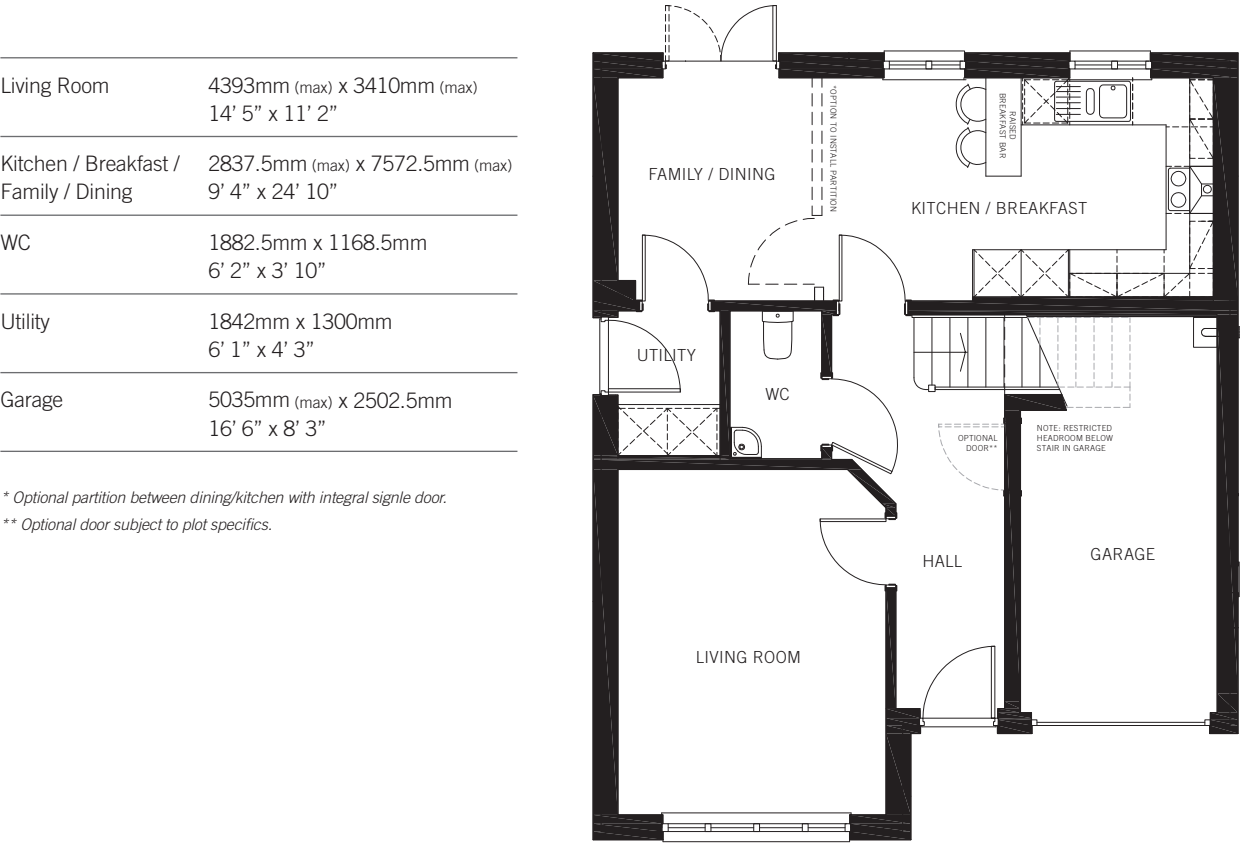 Living Room 4393mm (max) x 3410mm (max)
14’ 5” x 11’ 2”
Kitchen / Breakfast / 2837.5mm (max) x 7572.5mm (max)
Family / Dining 9’ 4” x 24’ 10”
WC 1882.5mm x 1168.5mm
6’ 2” x 3’ 10”
Utility 1842mm x 1300mm
6’ 1” x 4’ 3”
Garage 5035mm (max) x 2502.5mm
16’ 6” x 8’ 3”
* Optional partition between dining/kitchen with integral signle door.
** Optional door subject to plot specifics.
FAMILY / DINING
*OPTION TO INSTALL PARTITION
RAISED
BREAKFAST BAR
KITCHEN / BREAKFAST
UTILITY
WC
OPTIONAL
DOOR**
NOTE: RESTRICTED
HEADROOM BELOW
STAIR IN GARAGE
HALL
GARAGE
LIVING ROOM